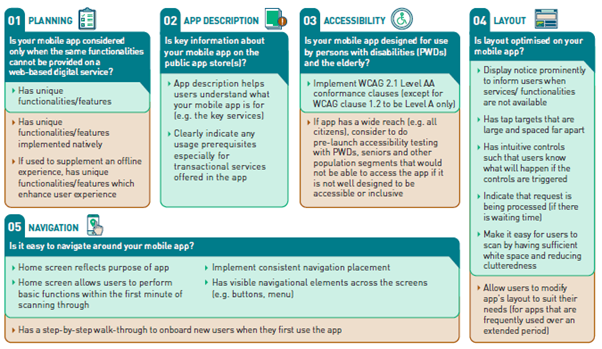 01 PLANNING
Is your mobile app considered
only when the same functionalities
cannot be provided on a
web-based digital service?
Has unique
functionalities/features
Has unique
functionalities/features
implemented natively
If used to supplement an offline
experience, has unique
functionalities/features which
enhance user experience
02 APP DESCRIPTION
Is key information about
your mobile app on the
public app store(s)?
App description helps
users understand what
your mobile app is for
(e.g. the key services)
Clearly indicate any
usage prerequisites
especially for
transactional services
offered in the app
03 ACCESSIBILITY
Is your mobile app designed for use
by persons with disabilities (PWDs)
and the elderly?
Implement WCAG 2.1 Level AA
conformance clauses (except for
WCAG clause 1.2 to be Level A only)
If app has a wide reach (e.g. all
citizens), consider to do
pre-launch accessibility testing
with PWDs, seniors and other
population segments that would
not be able to access the app if it
is not well designed to be
accessible or inclusive
04 LAYOUT
Is layout optimised on your
mobile app?
Display notice prominently
to inform users when
services/ functionalities
are not available
Has tap targets that are
large and spaced far apart
Has intuitive controls
such that users know
what will happen if the
controls are triggered
Indicate that request is
being processed (if there
is waiting time)
Make it easy for users to
scan by having sufficient
white space and reducing
clutteredness
Allow users to modify
app's layout to suit their
needs (for apps that
are frequently used over
an extended period)
05 NAVIGATION
Is it easy to navigate around your mobile app?
Home screen reflects purpose of app
Home screen allows users to perform
basic functions within the first minute of
scanning through
Implement consistent navigation placement
Has visible navigational elements across the screens
(e.g. buttons, menu)
Has a step-by-step walk-through to onboard new users when they first use the app